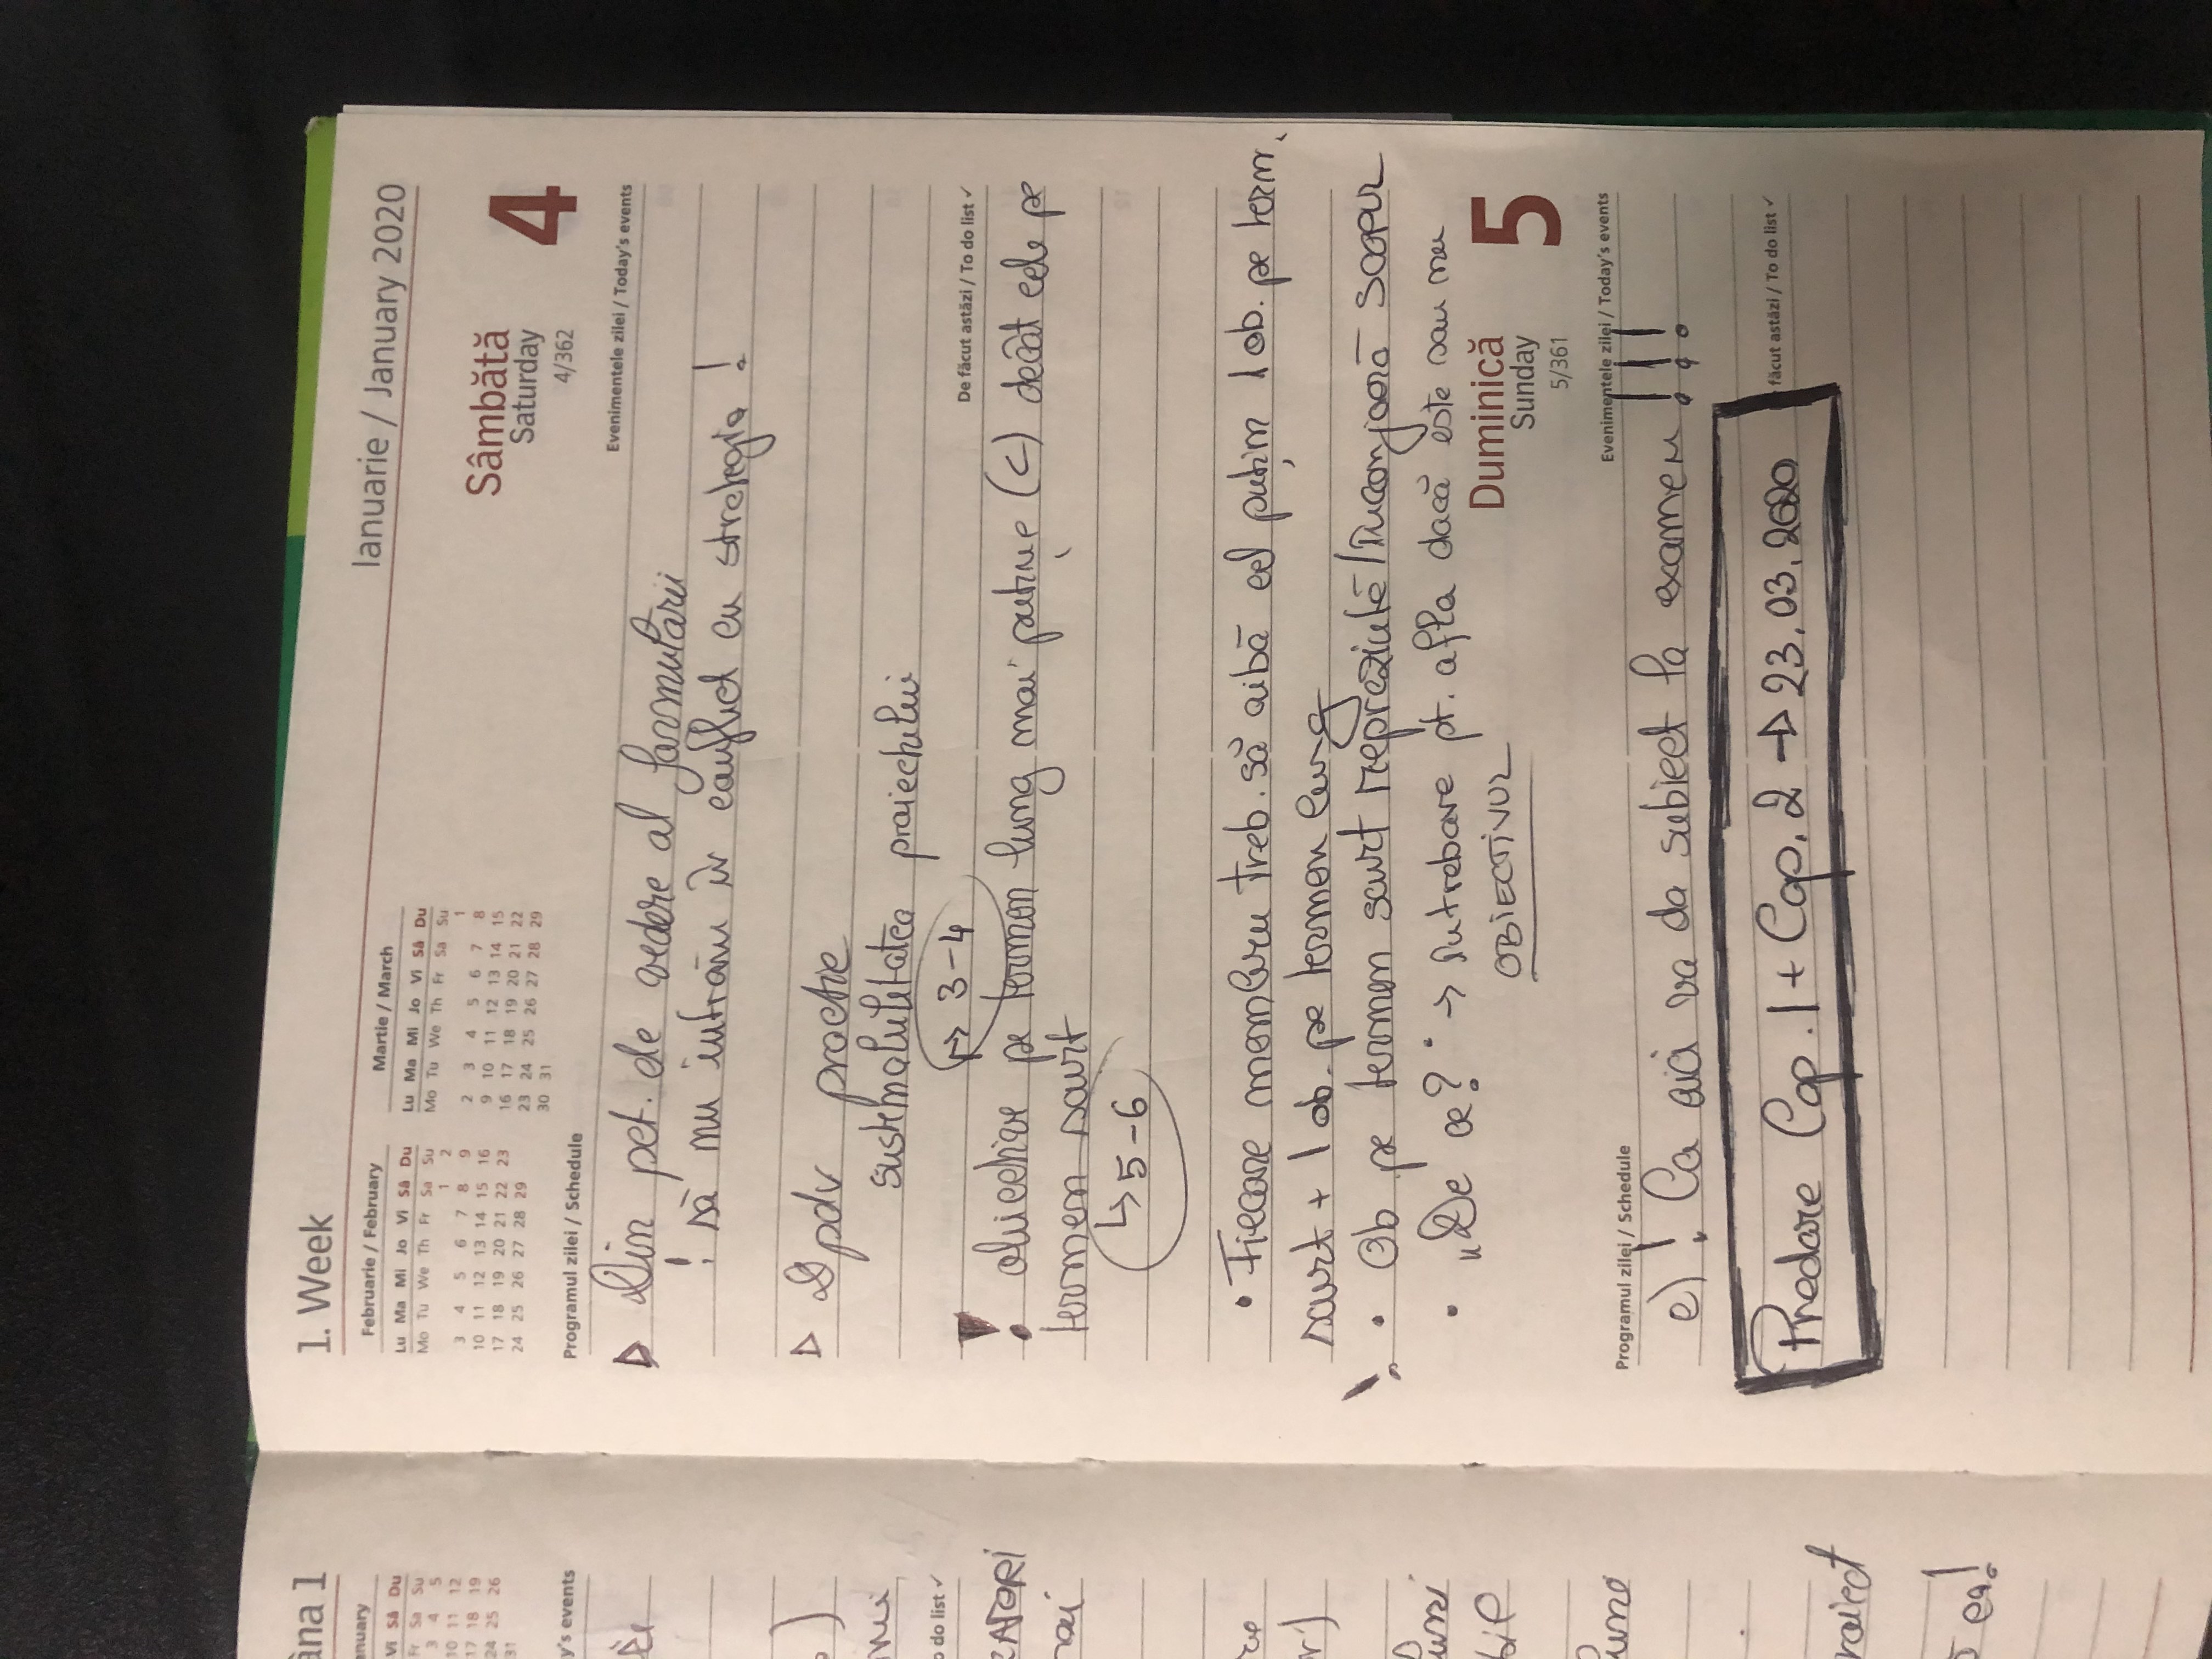 âna 1
anuary
Vi Sâ Du
Fr Sa Su
3 4 5
10 11 12
17 18 19
24 25 26
31
y's events
o do list ✓
CATORI
raiect
ea!
1. Week
Ianuarie / January 2020
Februarie / February
Lu Ma Mi Jo Vi Sâ Du
Mo Tu We Th Fr Sa Su
1 2
3 4 5 6 7 8 9
10 11 12 13 14 15 16
17 18 19 20 21 22 23
24 25 26 27 28 29
Martie / March
Lu Ma Mi Jo Vi Sâ Du
Mo Tu We Th Fr Sa Su
1
2 3 4 5 6 7 8
9 10 11 12 13 14 15
16 17 18 19 20 21 22
23 24 25 26 27 28 29
30 31
Sâmbătă 4
Saturday
4/362
Programul zilei / Schedule
Evenimentele zilei / Today's events
▷ Din pct. de vedere al formulării
! să nu intrăm în conflict cu strategia !
▷ D pdv practic
sustenabilitatea proiectului
↳ 3-4
De făcut astăzi / To do list ✓
! obiective pe termen lung mai puține (<) decât cele pe
termen scurt
↳ 5-6
• Fiecare membru treb. să aibă cel puțin 1 ob. pe term.
scurt + 1 ob. pe termen lung
! • Ob pe termen scurt reprezintă/înconjoară SCOPUL
• „De ce?" → întrebare pt. afla dacă este sau nu
OBIECTIVUL
Duminică 5
Sunday
5/361
Programul zilei / Schedule
Evenimentele zilei / Today's events
e) ! Ca aici va da subiect la examen !!!
Predare Cap. 1 + Cap. 2 → 23.03.2020
făcut astăzi / To do list ✓